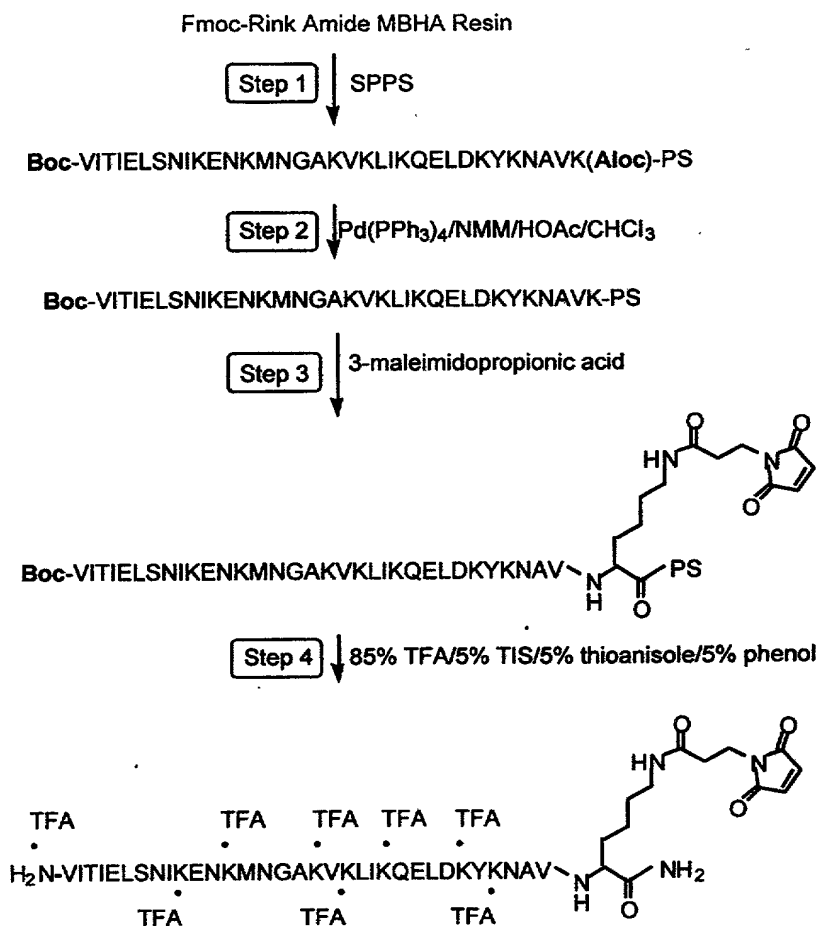 Fmoc-Rink Amide MBHA Resin
Step 1 SPPS
Boc-VITIELSNIKENKMNGAKVKLIKQELDKYKNAVK(Aloc)-PS
Step 2 Pd(PPh3)4/NMM/HOAc/CHCl3
Boc-VITIELSNIKENKMNGAKVKLIKQELDKYKNAVK-PS
Step 3 3-maleimidopropionic acid
O
O
HN
N
O
Boc-VITIELSNIKENKMNGAKVKLIKQELDKYKNAV N
H
O
PS
Step 4 85% TFA/5% TIS/5% thioanisole/5% phenol
O
O
HN
N
O
TFA TFA TFA TFA TFA
H2N-VITIELSNIKENKMNGAKVKLIKQELDKYKNAV N
H
O
NH2
TFA TFA TFA